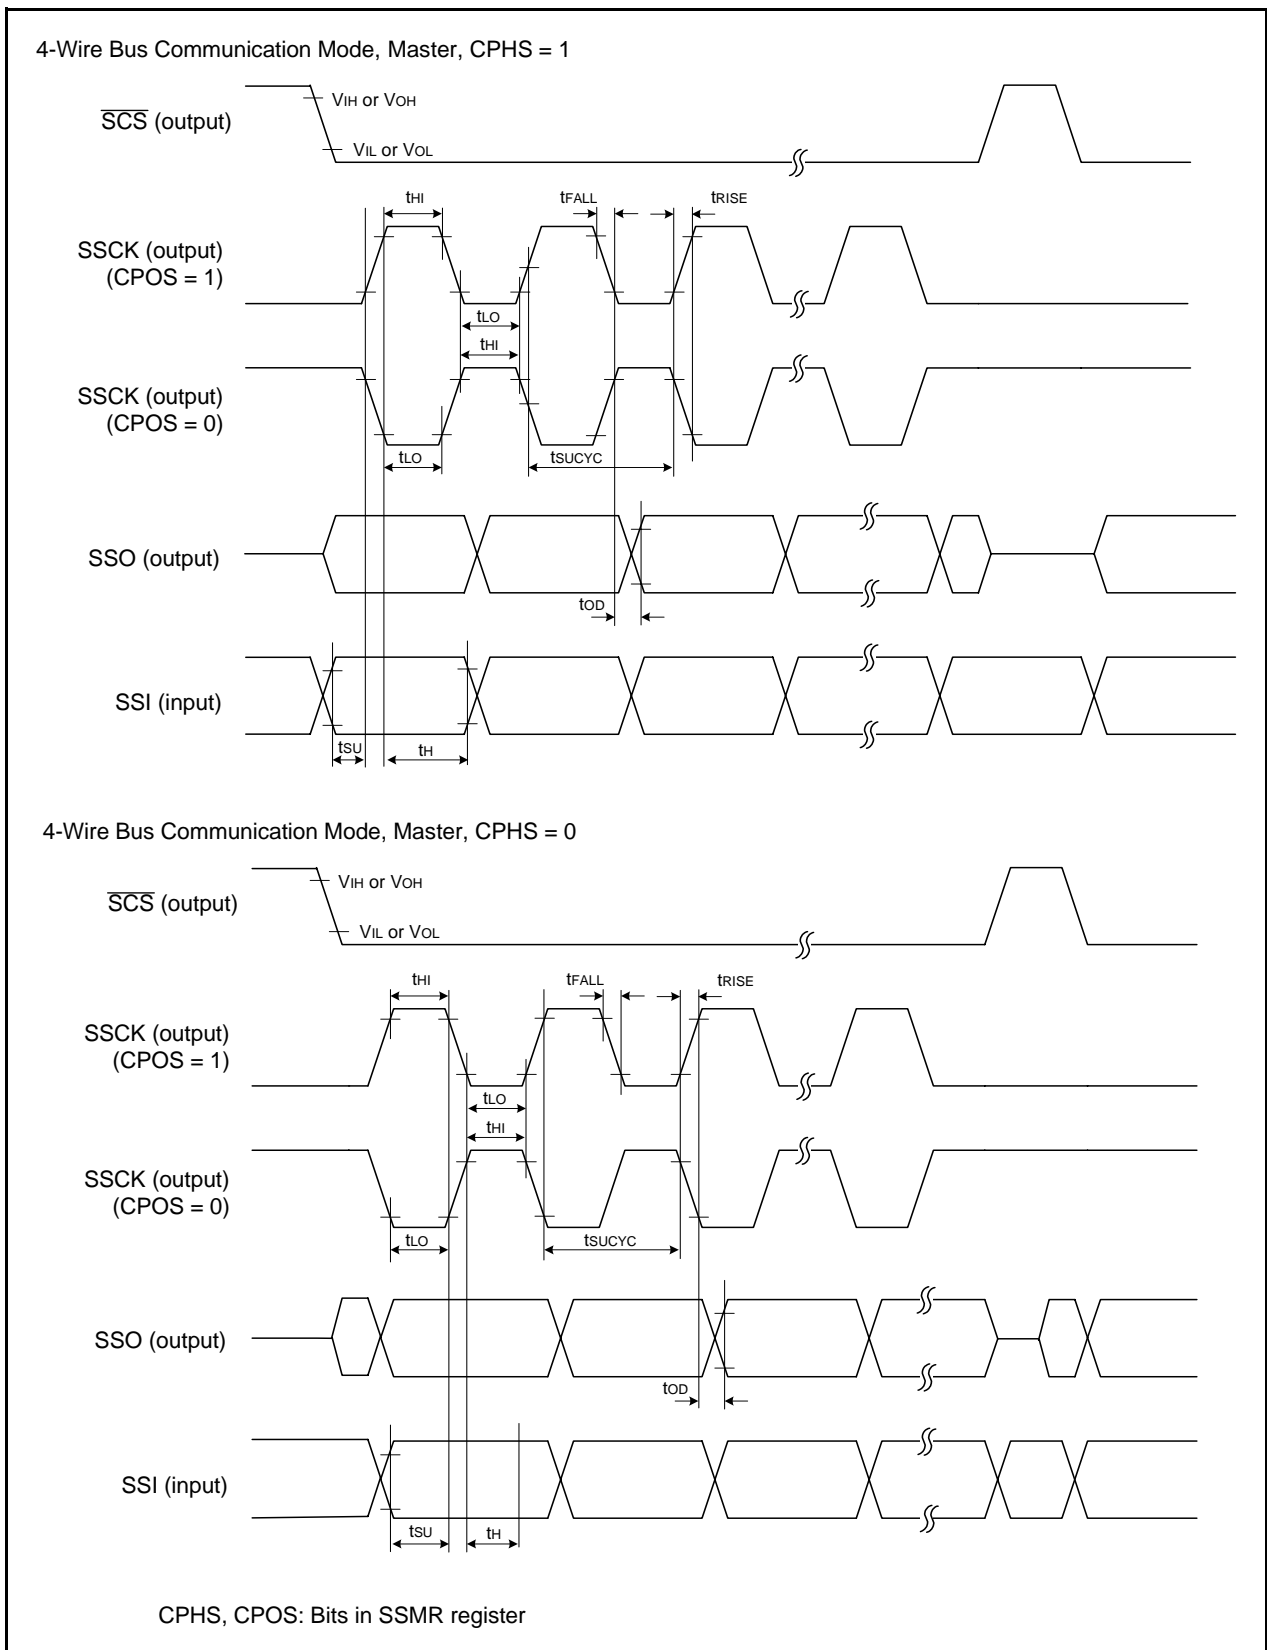 4-Wire Bus Communication Mode, Master, CPHS = 1
VIH or VOH
SCS (output)
VIL or VOL
tHI
tFALL
tRISE
SSCK (output)
(CPOS = 1)
tLO
tHI
SSCK (output)
(CPOS = 0)
tLO
tSUCYC
SSO (output)
tOD
SSI (input)
tSU
tH
4-Wire Bus Communication Mode, Master, CPHS = 0
VIH or VOH
SCS (output)
VIL or VOL
tHI
tFALL
tRISE
SSCK (output)
(CPOS = 1)
tLO
tHI
SSCK (output)
(CPOS = 0)
tLO
tSUCYC
SSO (output)
tOD
SSI (input)
tSU
tH
CPHS, CPOS: Bits in SSMR register